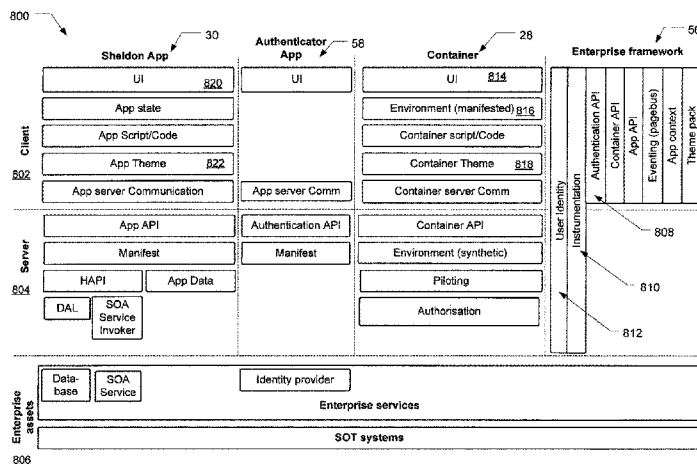 800
Sheldon App
30
Authenticator
App
58
Container
28
Enterprise framework
56
Client
802
UI
820
App state
App Script/Code
App Theme
822
App server Communication
UI
App server Comm
UI
814
Environment (manifested)
816
Container script/Code
Container Theme
818
Container server Comm
User Identity
Instrumentation
Authentication API
Container API
App API
Eventing (pagebus)
App context
Theme pack
808
810
812
Server
804
App API
Manifest
HAPI
App Data
DAL
SOA
Service
Invoker
Authentication API
Manifest
Container API
Environment (synthetic)
Piloting
Authorisation
Enterprise
assets
806
Data-
base
SOA
Service
Identity provider
Enterprise services
SOT systems